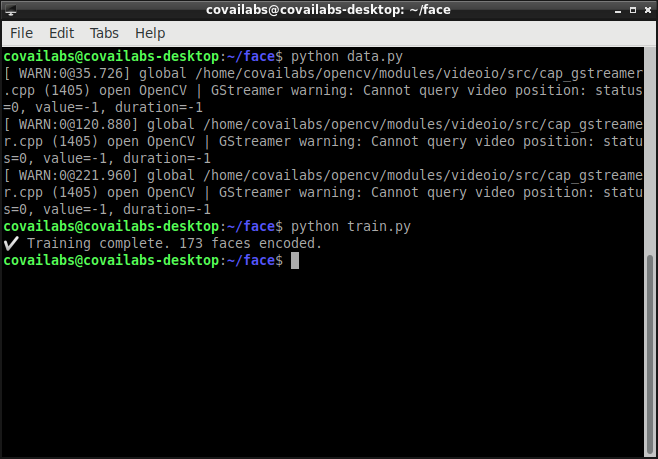 covailabs@covailabs-desktop: ~/face
File Edit Tabs Help
covailabs@covailabs-desktop:~/face$ python data.py
[ WARN:0@35.726] global /home/covailabs/opencv/modules/videoio/src/cap_gstreamer
.cpp (1405) open OpenCV | GStreamer warning: Cannot query video position: status
=0, value=-1, duration=-1
[ WARN:0@120.880] global /home/covailabs/opencv/modules/videoio/src/cap_gstreame
r.cpp (1405) open OpenCV | GStreamer warning: Cannot query video position: statu
s=0, value=-1, duration=-1
[ WARN:0@221.960] global /home/covailabs/opencv/modules/videoio/src/cap_gstreame
r.cpp (1405) open OpenCV | GStreamer warning: Cannot query video position: statu
s=0, value=-1, duration=-1
covailabs@covailabs-desktop:~/face$ python train.py
✔ Training complete. 173 faces encoded.
covailabs@covailabs-desktop:~/face$